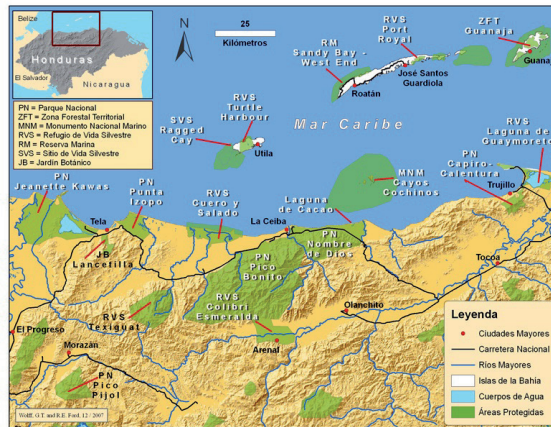 Belize
Honduras
El Salvador
Nicaragua
PN = Parque Nacional
ZFT = Zona Forestal Territorial
MNM = Monumento Nacional Marino
RVS = Refugio de Vida Silvestre
RM = Reserva Marina
SVS = Sitio de Vida Silvestre
JB = Jardín Botánico
25
Kilómetros
N
RM
Sandy Bay -
West End
RVS
Port
Royal
ZFT
Guanaja
Guanaja
José Santos
Guardiola
Roatán
RVS
Turtle
Harbour
SVS
Ragged
Cay
Utila
Mar Caribe
RVS
Laguna de
Guaymoreto
PN
Capiro-
Calentura
Trujillo
MNM
Cayos
Cochinos
PN
Jeanette Kawas
PN
Punta
Izopo
RVS
Cuero y
Salado
La Ceiba
Laguna
de Cacao
Tela
JB
Lancetilla
PN
Nombre
de Dios
PN
Pico
Bonito
Tocoa
RVS
Texiguat
RVS
Colibrí
Esmeralda
Olanchito
El Progreso
Morazán
Arenal
PN
Pico
Pijol
Leyenda
Ciudades Mayores
Carretera Nacional
Ríos Mayores
Islas de la Bahia
Cuerpos de Agua
Áreas Protegidas
Wolff, G.T. and R.E. Ford. 12 / 2007